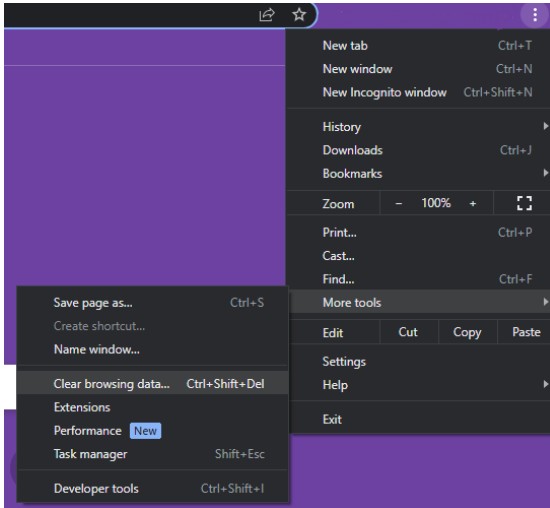 New tab Ctrl+T
New window Ctrl+N
New Incognito window Ctrl+Shift+N
History
Downloads Ctrl+J
Bookmarks
Zoom - 100% +
Print... Ctrl+P
Cast...
Find... Ctrl+F
More tools
Edit Cut Copy Paste
Settings
Help
Exit
Save page as... Ctrl+S
Create shortcut...
Name window...
Clear browsing data... Ctrl+Shift+Del
Extensions
Performance New
Task manager Shift+Esc
Developer tools Ctrl+Shift+I